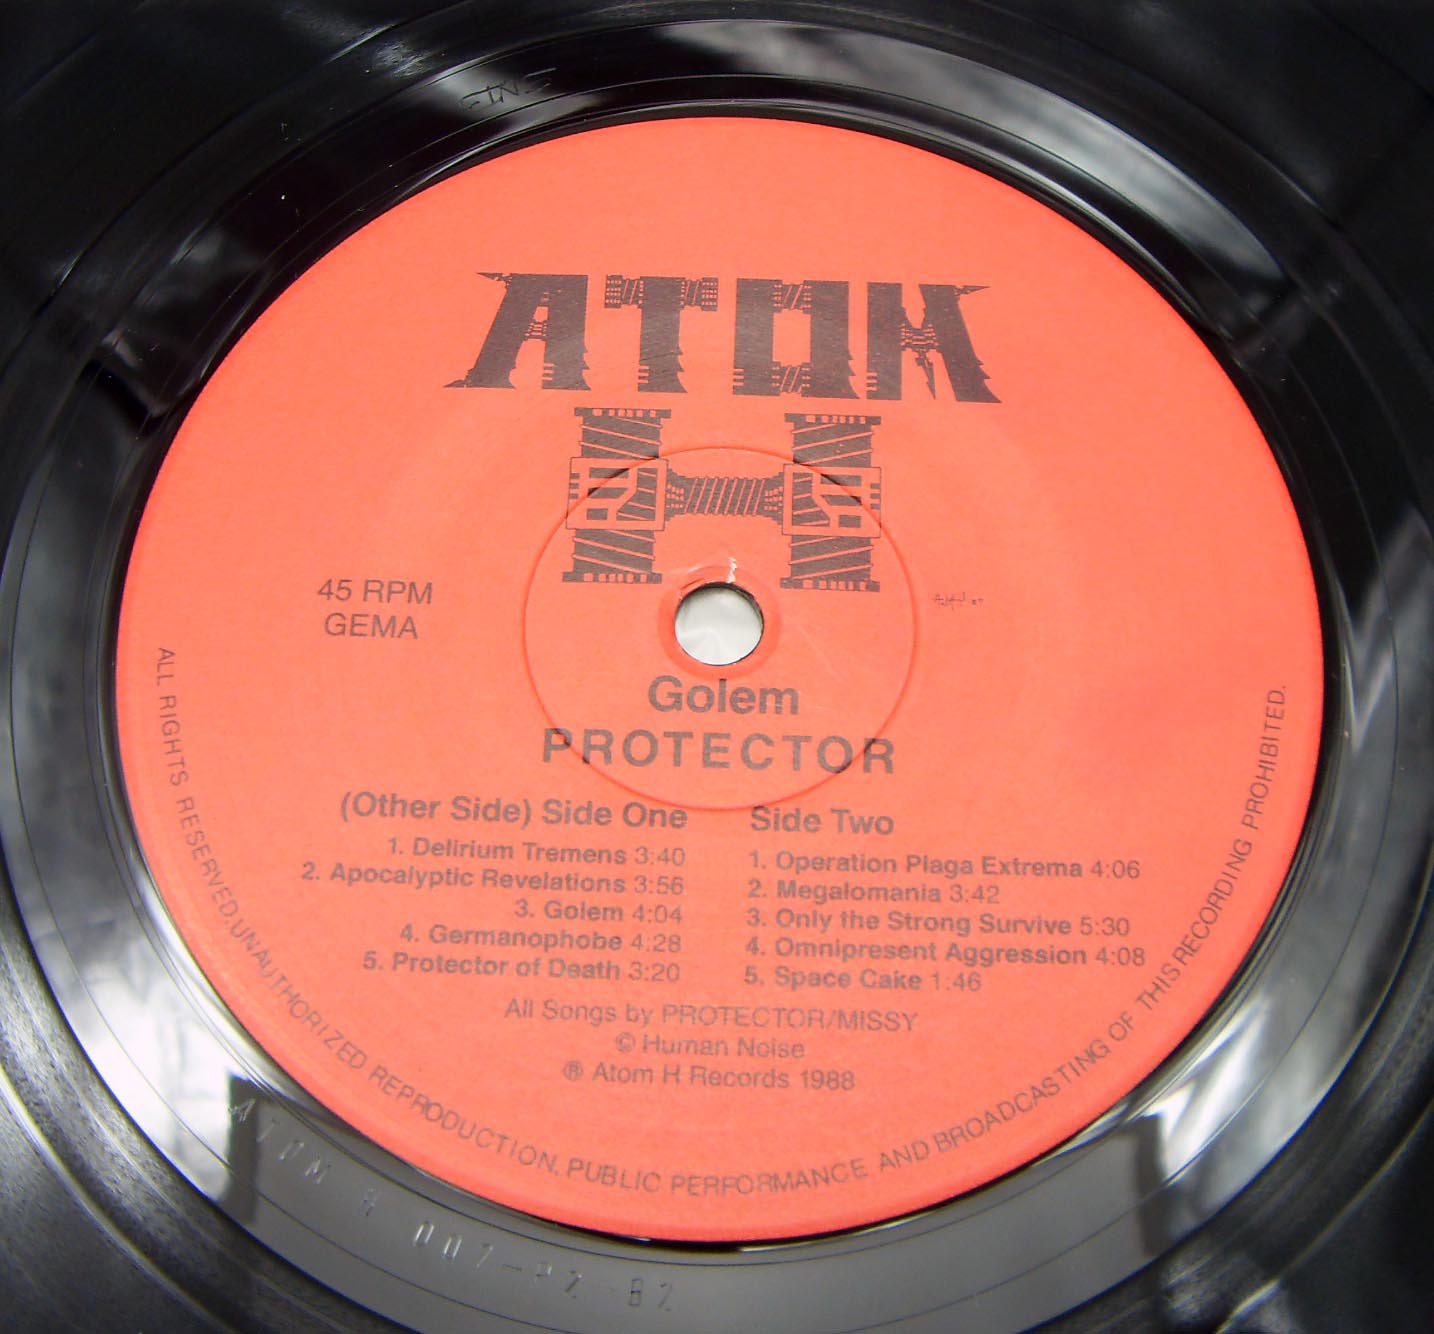 ATOM
H
45 RPM
GEMA
Golem
PROTECTOR
(Other Side) Side One
1. Delirium Tremens 3:40
2. Apocalyptic Revelations 3:56
3. Golem 4:04
4. Germanophobe 4:28
5. Protector of Death 3:20
Side Two
1. Operation Plaga Extrema 4:06
2. Megalomania 3:42
3. Only the Strong Survive 5:30
4. Omnipresent Aggression 4:08
5. Space Cake 1:46
All Songs by PROTECTOR/MISSY
© Human Noise
® Atom H Records 1988
ALL RIGHTS RESERVED. UNAUTHORIZED REPRODUCTION, PUBLIC PERFORMANCE AND BROADCASTING OF THIS RECORDING PROHIBITED.
ATOM H 007-P2 B2